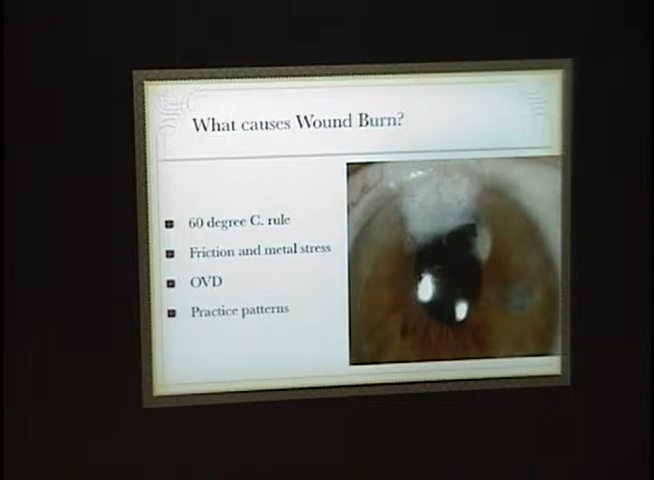 What causes Wound Burn?
60 degree C. rule
Friction and metal stress
OVD
Practice patterns